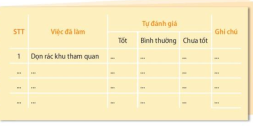 STT Việc đã làm Tự đánh giá Ghi chú
Tốt Bình thường Chưa tốt
1 Dọn rác khu tham quan ... ... ... ...
... ... ... ... ... ...
... ... ... ... ... ...